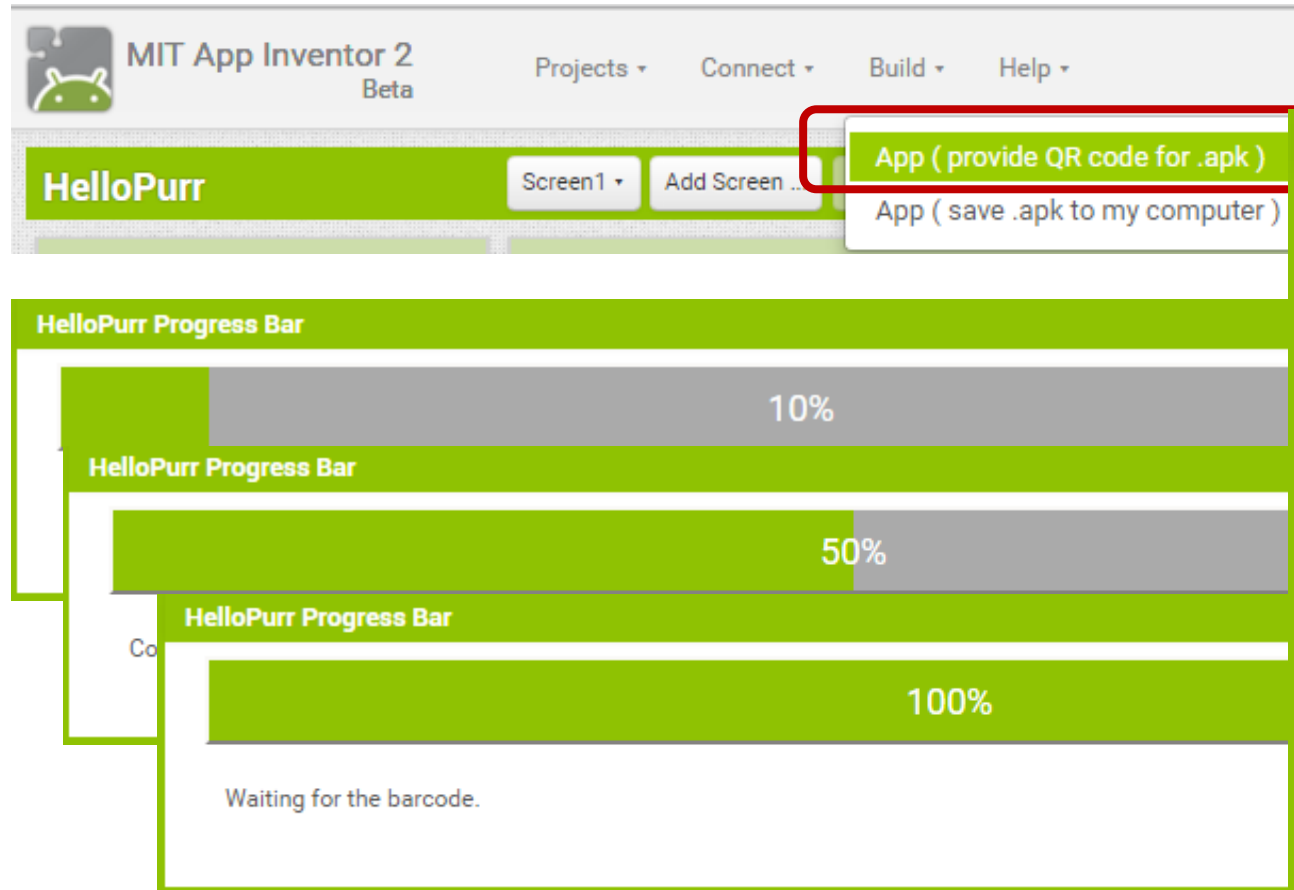 MIT App Inventor 2
Beta
Projects Connect Build Help
HelloPurr
Screen1 Add Screen ...
App ( provide QR code for .apk )
App ( save .apk to my computer )
HelloPurr Progress Bar
10%
HelloPurr Progress Bar
50%
HelloPurr Progress Bar
100%
Waiting for the barcode.